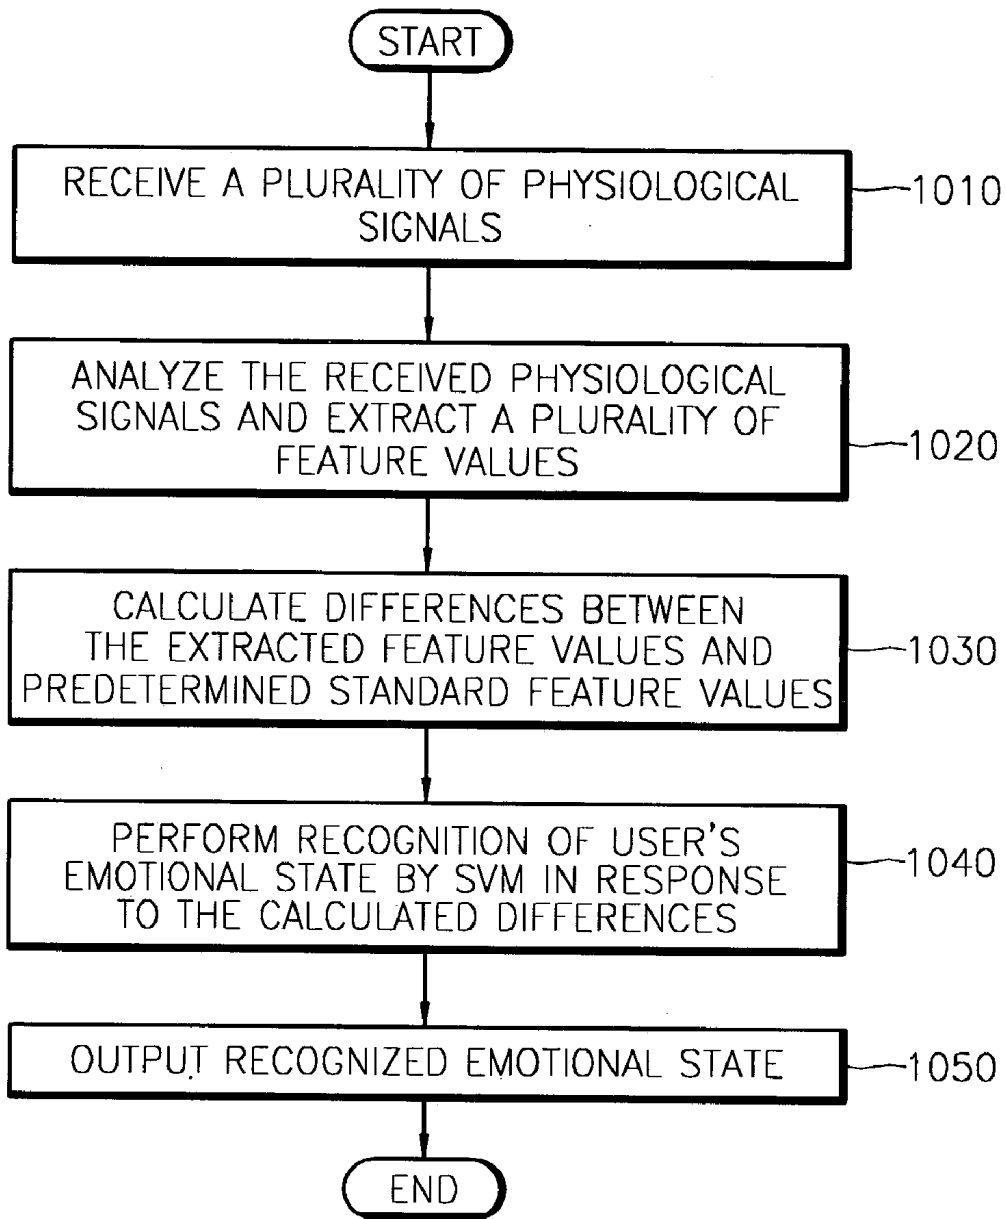 START
RECEIVE A PLURALITY OF PHYSIOLOGICAL
SIGNALS
1010
ANALYZE THE RECEIVED PHYSIOLOGICAL
SIGNALS AND EXTRACT A PLURALITY OF
FEATURE VALUES
1020
CALCULATE DIFFERENCES BETWEEN
THE EXTRACTED FEATURE VALUES AND
PREDETERMINED STANDARD FEATURE VALUES
1030
PERFORM RECOGNITION OF USER'S
EMOTIONAL STATE BY SVM IN RESPONSE
TO THE CALCULATED DIFFERENCES
1040
OUTPUT RECOGNIZED EMOTIONAL STATE
1050
END